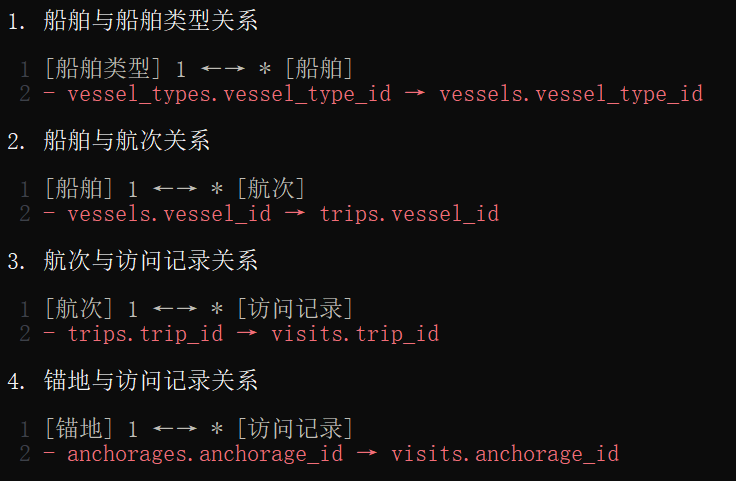 1. 船舶与船舶类型关系
1 [船舶类型] 1 ←→ * [船舶]
2 - vessel_types.vessel_type_id → vessels.vessel_type_id
2. 船舶与航次关系
1 [船舶] 1 ←→ * [航次]
2 - vessels.vessel_id → trips.vessel_id
3. 航次与访问记录关系
1 [航次] 1 ←→ * [访问记录]
2 - trips.trip_id → visits.trip_id
4. 锚地与访问记录关系
1 [锚地] 1 ←→ * [访问记录]
2 - anchorages.anchorage_id → visits.anchorage_id